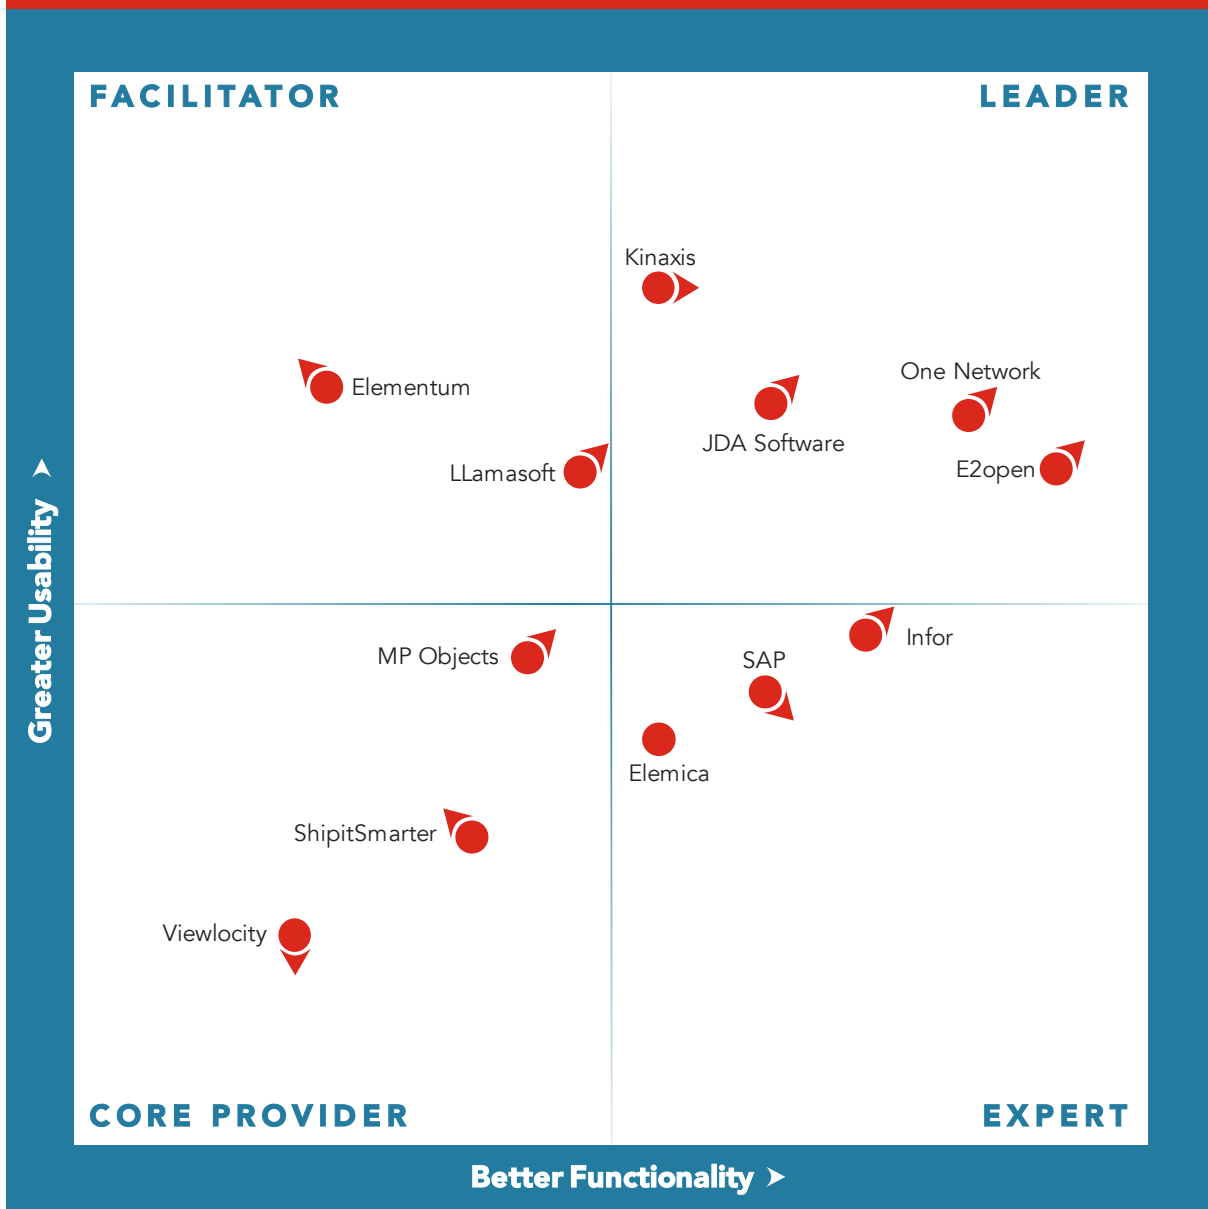 FACILITATOR
LEADER
Kinaxis
One Network
Elementum
JDA Software
LLamasoft
E2open
Greater Usability
Infor
MP Objects
SAP
Elemica
ShipitSmarter
Viewlocity
CORE PROVIDER
EXPERT
Better Functionality